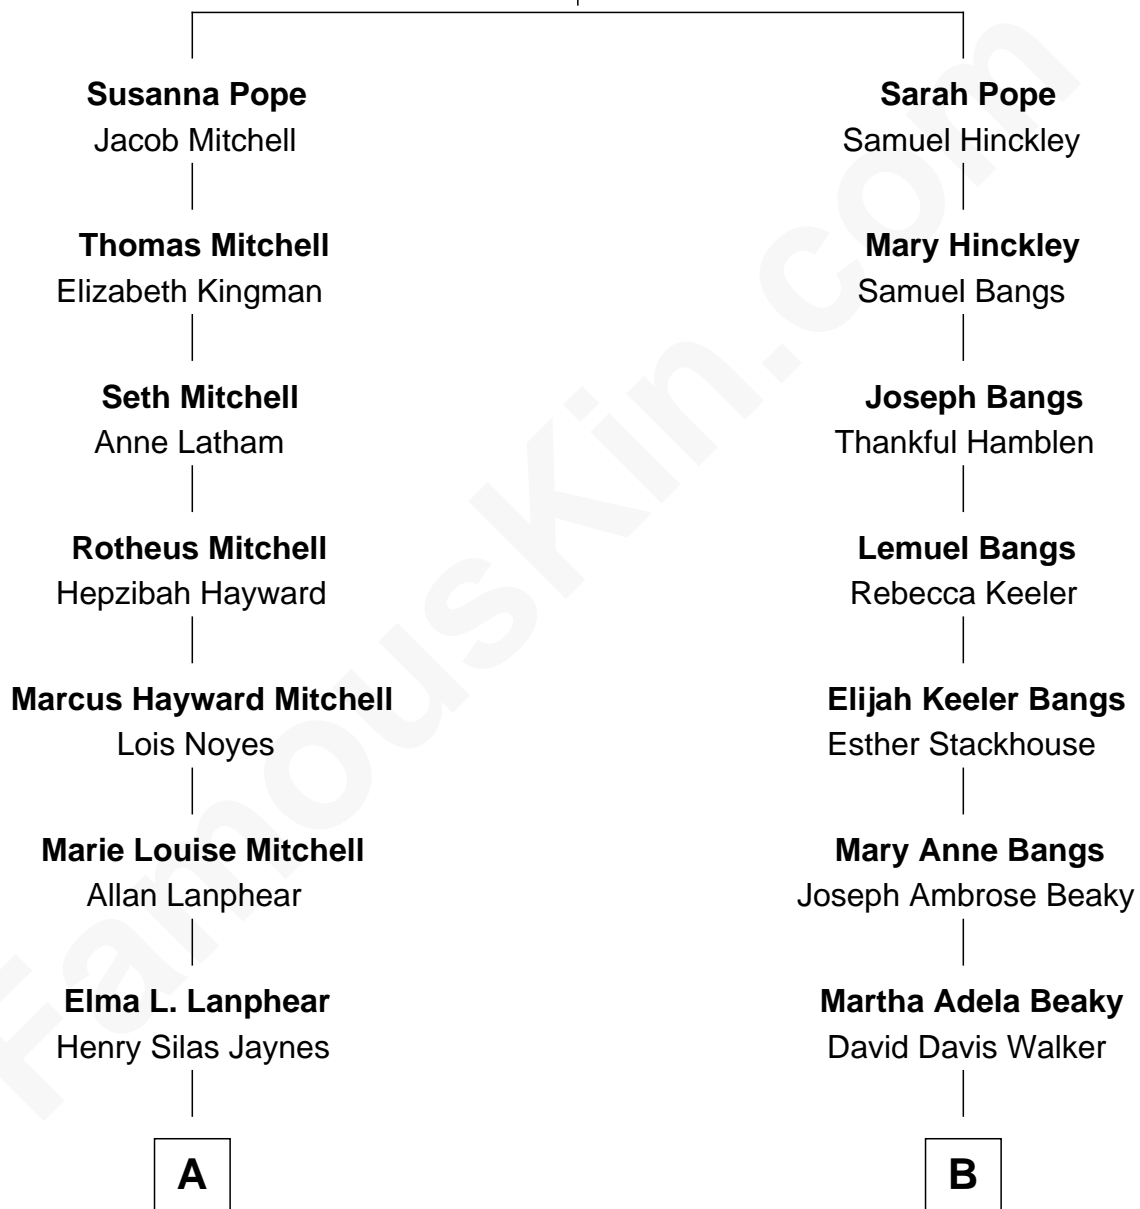 Susanna Pope
Jacob Mitchell
Thomas Mitchell
Elizabeth Kingman
Seth Mitchell
Anne Latham
Rotheus Mitchell
Hepzibah Hayward
Marcus Hayward Mitchell
Lois Noyes
Marie Louise Mitchell
Allan Lanphear
Elma L. Lanphear
Henry Silas Jaynes
A
Sarah Pope
Samuel Hinckley
Mary Hinckley
Samuel Bangs
Joseph Bangs
Thankful Hamblen
Lemuel Bangs
Rebecca Keeler
Elijah Keeler Bangs
Esther Stackhouse
Mary Anne Bangs
Joseph Ambrose Beaky
Martha Adela Beaky
David Davis Walker
B
FamousKin.com